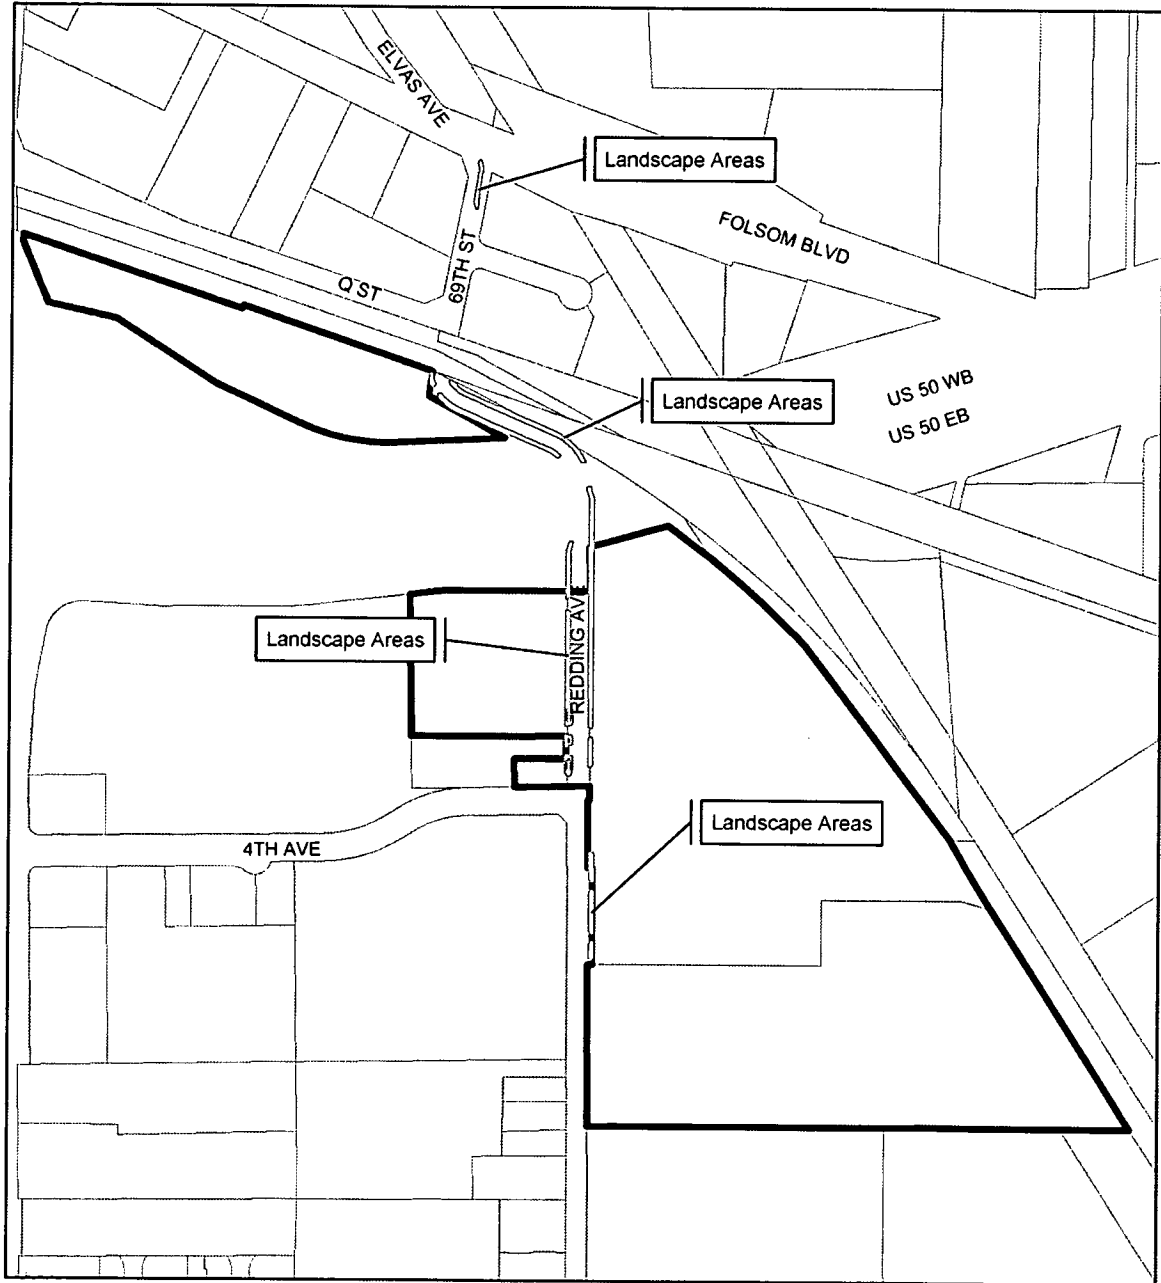 ELVAS AVE
Landscape Areas
FOLSOM BLVD
69TH ST
Q ST
US 50 WB
Landscape Areas
US 50 EB
REDDING AVE
Landscape Areas
Landscape Areas
4TH AVE